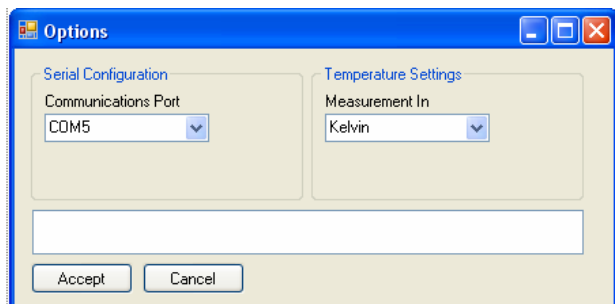 Options
Serial Configuration
Communications Port
COM5
Temperature Settings
Measurement In
Kelvin
Accept
Cancel